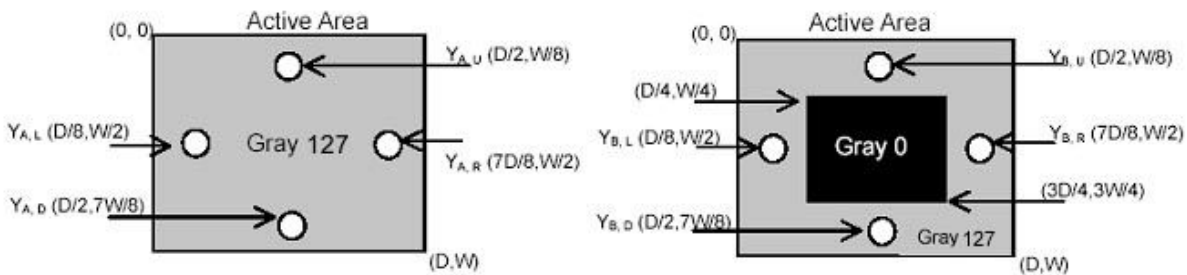 Active Area
(0, 0)
Y_A, U (D/2,W/8)
Y_A, L (D/8,W/2)
Gray 127
Y_A, R (7D/8,W/2)
Y_A, D (D/2,7W/8)
(D,W)
Active Area
(0, 0)
Y_B, U (D/2,W/8)
(D/4,W/4)
Y_B, L (D/8,W/2)
Gray 0
Y_B, R (7D/8,W/2)
(3D/4,3W/4)
Y_B, D (D/2,7W/8)
Gray 127
(D,W)